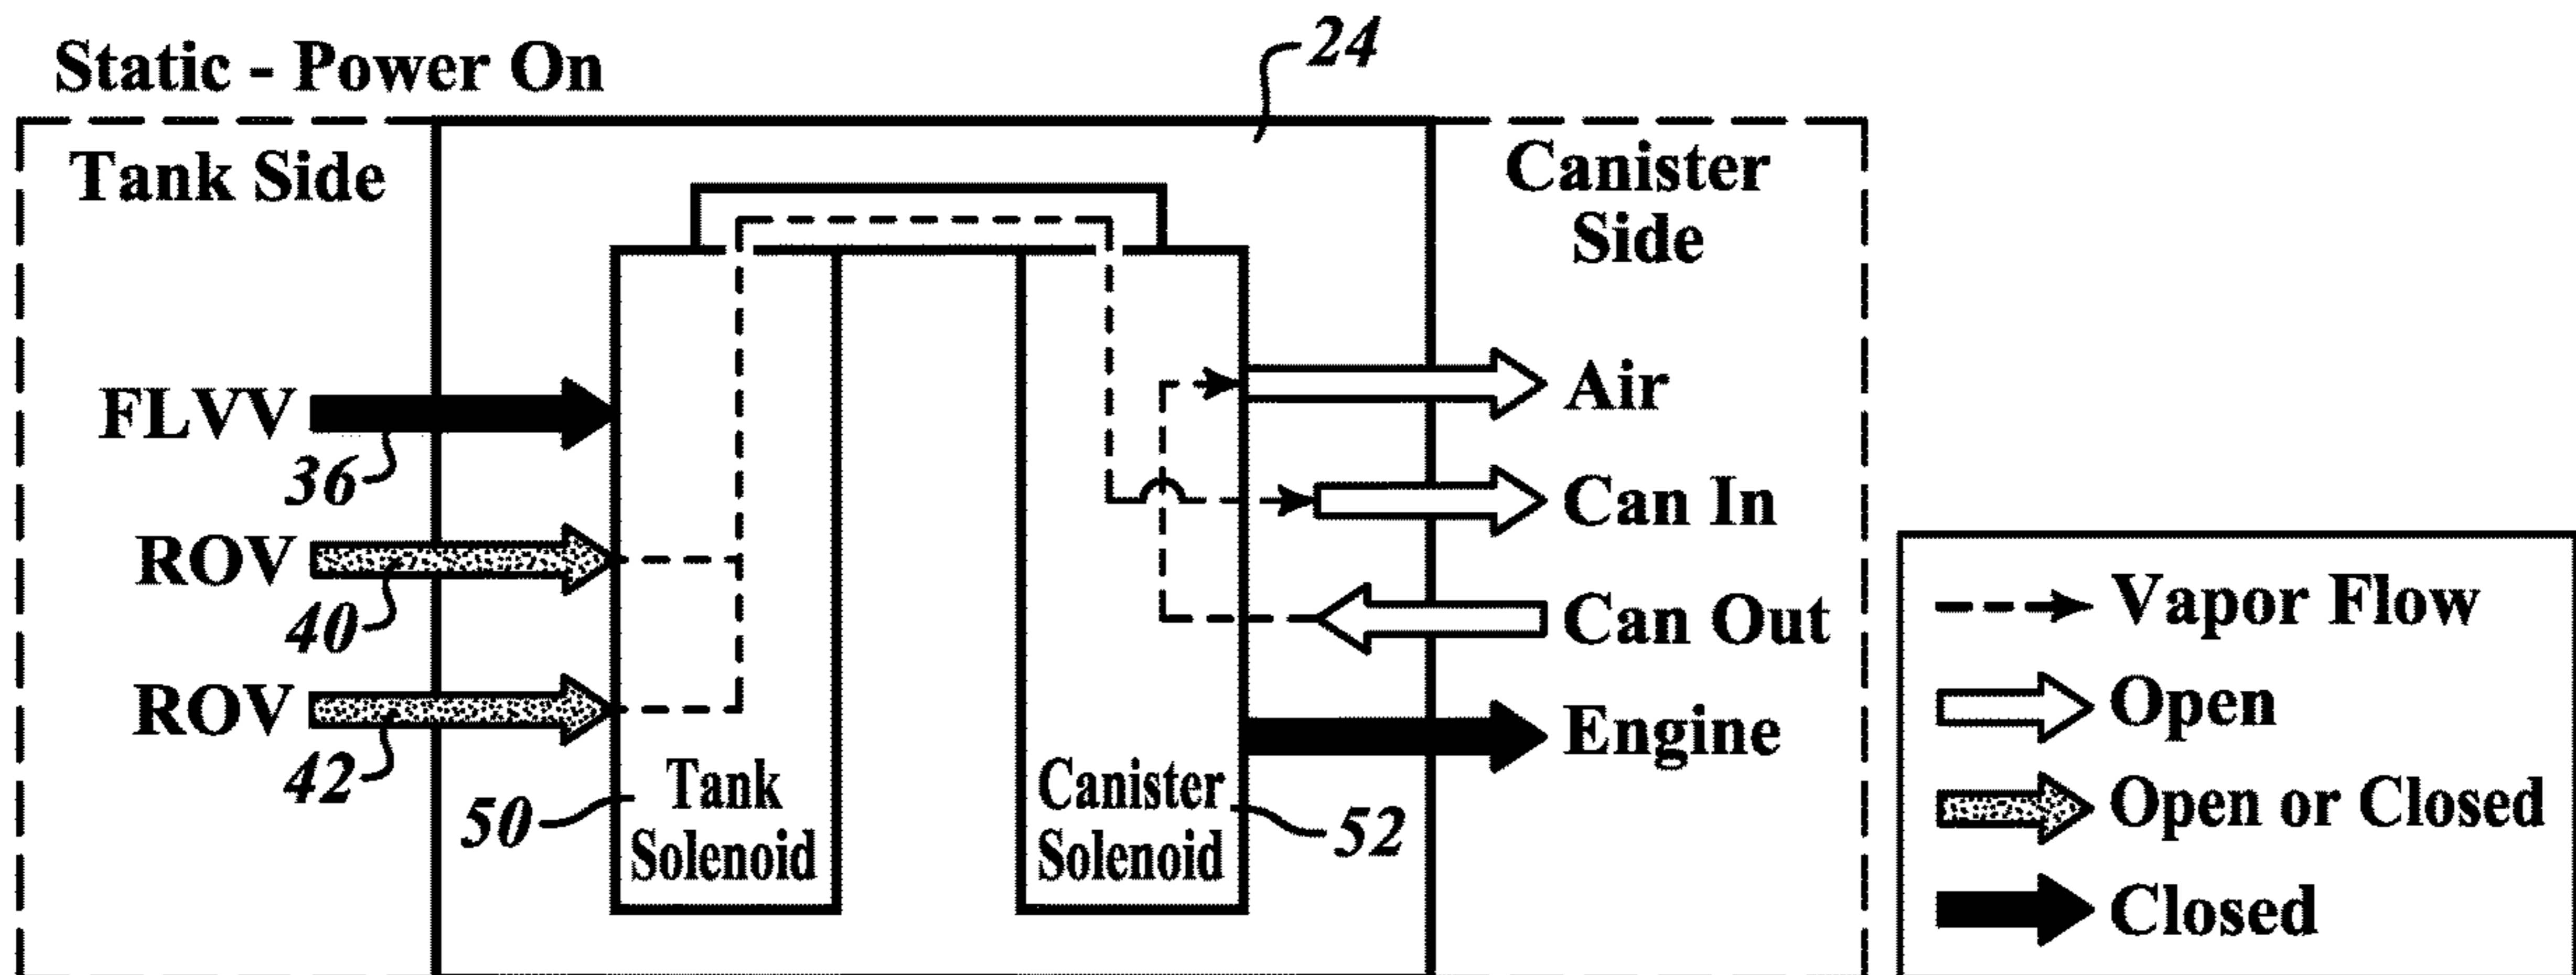 Static - Power On
24
Tank Side
Canister
Side
FLVV
36
ROV
40
ROV
42
Air
Can In
Can Out
Engine
50
Tank
Solenoid
Canister
Solenoid
52
Vapor Flow
Open
Open or Closed
Closed